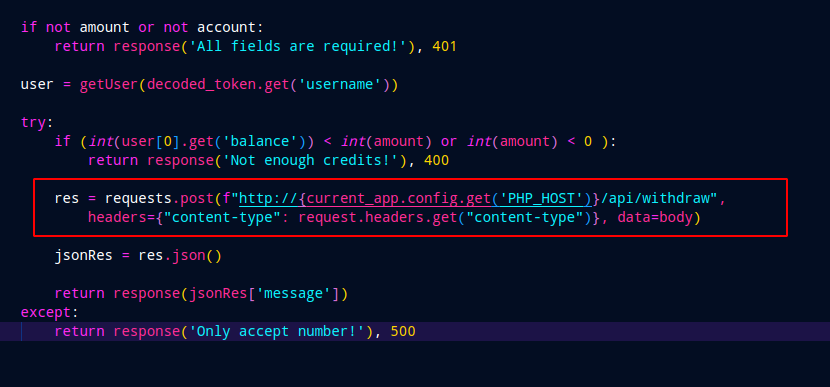 if not amount or not account:
return response('All fields are required!'), 401
user = getUser(decoded_token.get('username'))
try:
if (int(user[0].get('balance')) < int(amount) or int(amount) < 0 ):
return response('Not enough credits!'), 400
res = requests.post(f"http://{current_app.config.get('PHP_HOST')}/api/withdraw",
headers={"content-type": request.headers.get("content-type")}, data=body)
jsonRes = res.json()
return response(jsonRes['message'])
except:
return response('Only accept number!'), 500